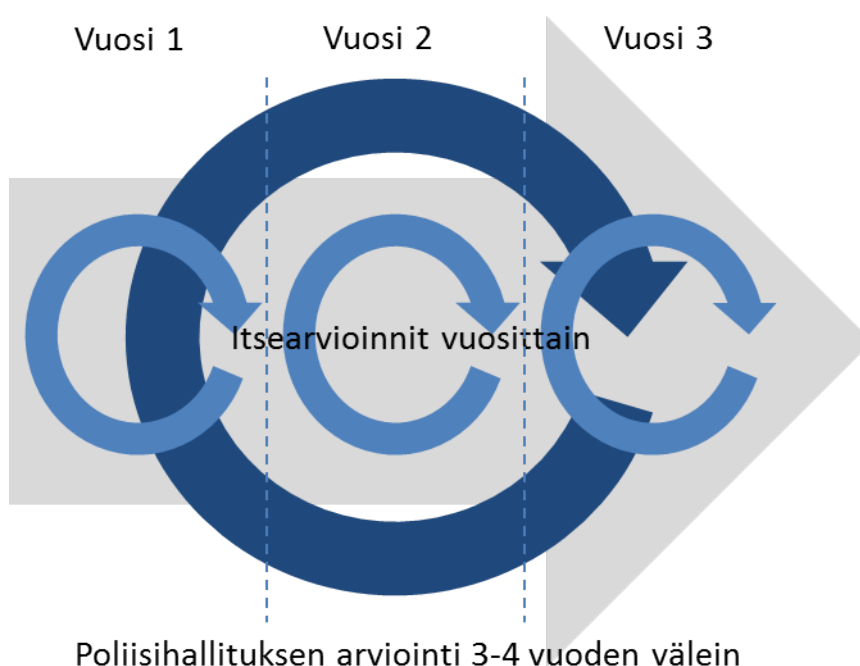 Vuosi 1
Vuosi 2
Vuosi 3
Itsearvioinnit vuosittain
Poliisihallituksen arviointi 3-4 vuoden välein